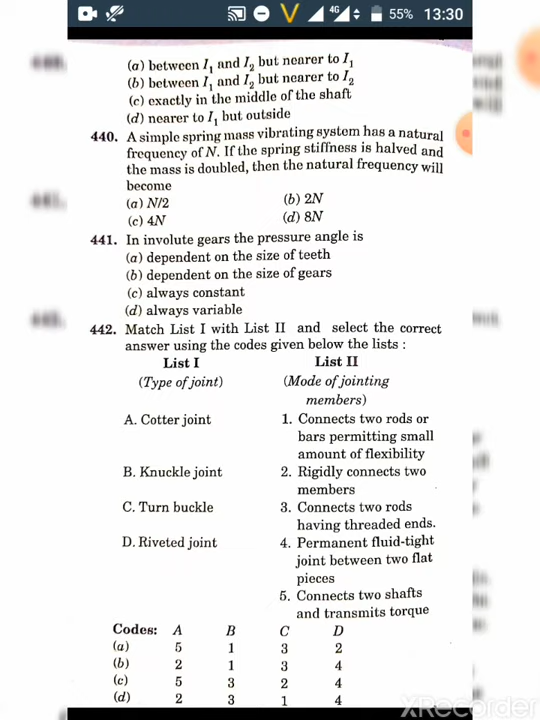 4G 55% 13:30
(a) between I₁ and I₂ but nearer to I₁
(b) between I₁ and I₂ but nearer to I₂
(c) exactly in the middle of the shaft
(d) nearer to I₁ but outside
440. A simple spring mass vibrating system has a natural
frequency of N. If the spring stiffness is halved and
the mass is doubled, then the natural frequency will
become
(a) N/2 (b) 2N
(c) 4N (d) 8N
441. In involute gears the pressure angle is
(a) dependent on the size of teeth
(b) dependent on the size of gears
(c) always constant
(d) always variable
442. Match List I with List II and select the correct
answer using the codes given below the lists :
List I List II
(Type of joint) (Mode of jointing
members)
A. Cotter joint 1. Connects two rods or
bars permitting small
amount of flexibility
B. Knuckle joint 2. Rigidly connects two
members
C. Turn buckle 3. Connects two rods
having threaded ends.
D. Riveted joint 4. Permanent fluid-tight
joint between two flat
pieces
5. Connects two shafts
and transmits torque
Codes: A B C D
(a) 5 1 3 2
(b) 2 1 3 4
(c) 5 3 2 4
(d) 2 3 1 4
XRecorder